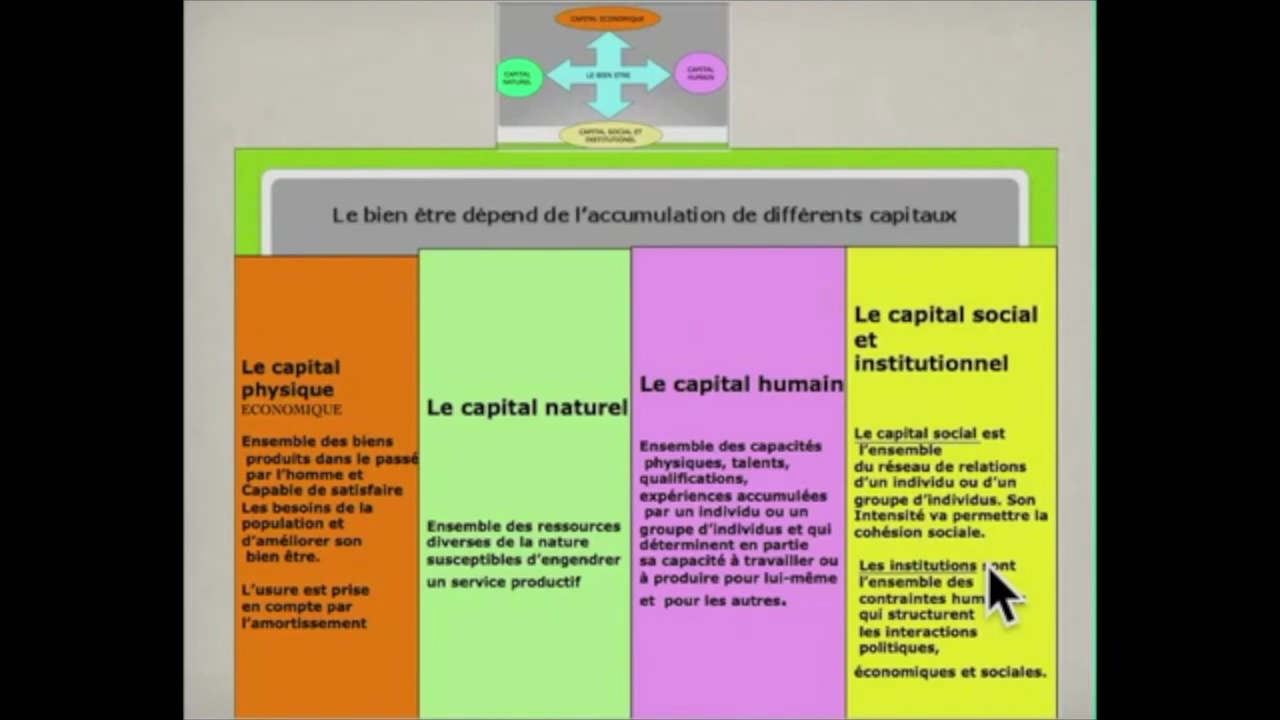 CAPITAL ECONOMIQUE
CAPITAL
NATUREL
LE BIEN ETRE
CAPITAL
HUMAIN
CAPITAL SOCIAL ET
INSTITUTIONEL
Le bien être dépend de l'accumulation de différents capitaux
Le capital
physique
ECONOMIQUE
Ensemble des biens
produits dans le passé
par l'homme et
Capable de satisfaire
Les besoins de la
population et
d'améliorer son
bien être.
L'usure est prise
en compte par
l'amortissement
Le capital naturel
Ensemble des ressources
diverses de la nature
susceptibles d'engendrer
un service productif
Le capital humain
Ensemble des capacités
physiques, talents,
qualifications,
expériences accumulées
par un individu ou un
groupe d'individus et qui
déterminent en partie
sa capacité à travailler ou
à produire pour lui-même
et pour les autres.
Le capital social
et
institutionnel
Le capital social est
l'ensemble
du réseau de relations
d'un individu ou d'un
groupe d'individus. Son
Intensité va permettre la
cohésion sociale.
Les institutions sont
l'ensemble des
contraintes
qui structurent
les interactions
politiques,
économiques et sociales.